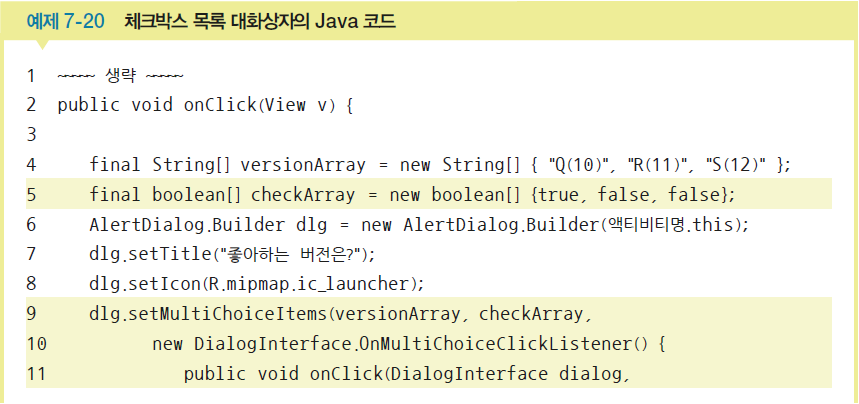 예제 7-20 체크박스 목록 대화상자의 Java 코드
1 ~~~~~ 생략 ~~~~~
2 public void onClick(View v) {
3
4 final String[] versionArray = new String[] { "Q(10)", "R(11)", "S(12)" };
5 final boolean[] checkArray = new boolean[] {true, false, false};
6 AlertDialog.Builder dlg = new AlertDialog.Builder(액티비티명.this);
7 dlg.setTitle("좋아하는 버전은?");
8 dlg.setIcon(R.mipmap.ic_launcher);
9 dlg.setMultiChoiceItems(versionArray, checkArray,
10 new DialogInterface.OnMultiChoiceClickListener() {
11 public void onClick(DialogInterface dialog,